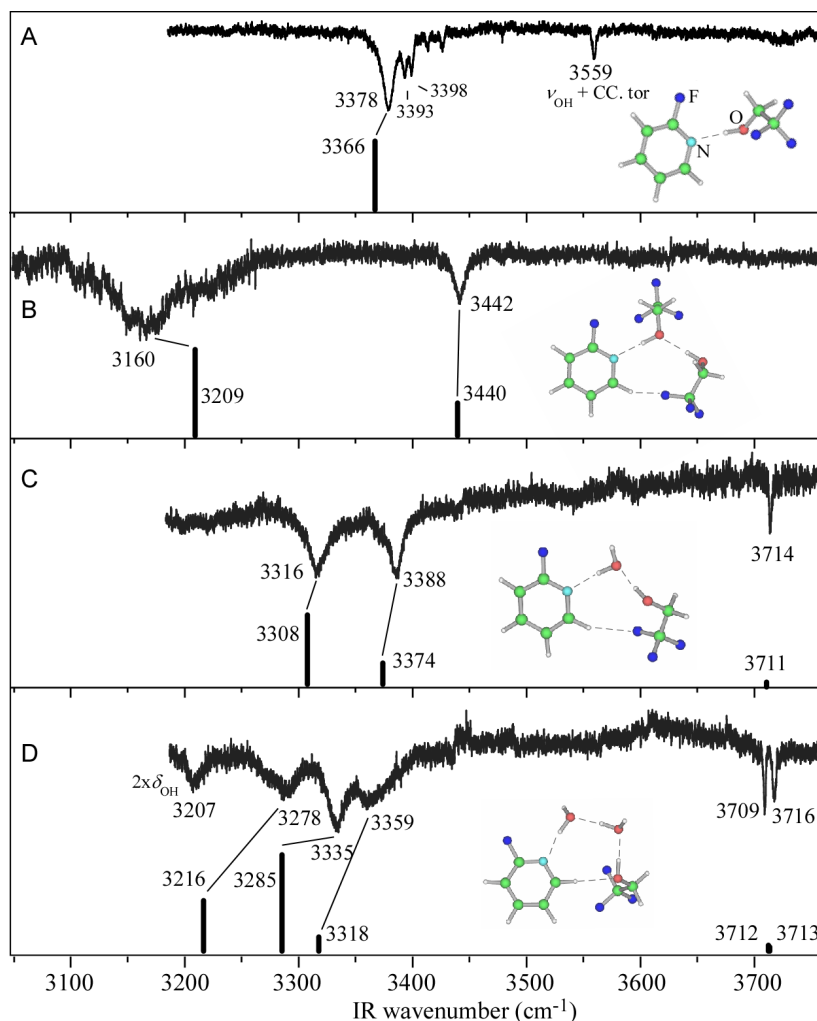 A
3378
3393
3398
3559
νOH + CC. tor
F
O
N
3366
B
3160
3209
3442
3440
C
3316
3388
3714
3308
3374
3711
D
2xδOH
3207
3278
3335
3359
3709
3716
3216
3285
3318
3712
3713
3100 3200 3300 3400 3500 3600 3700
IR wavenumber (cm-1)